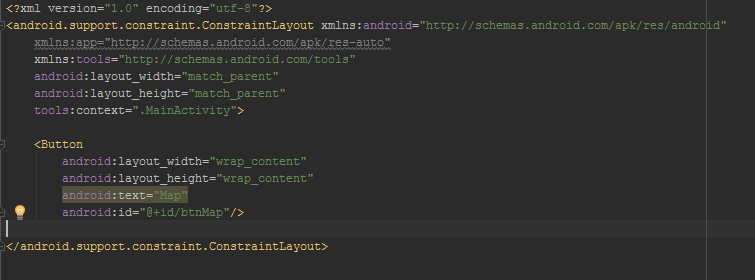 <?xml version="1.0" encoding="utf-8"?>
<android.support.constraint.ConstraintLayout xmlns:android="http://schemas.android.com/apk/res/android"
    xmlns:app="http://schemas.android.com/apk/res-auto"
    xmlns:tools="http://schemas.android.com/tools"
    android:layout_width="match_parent"
    android:layout_height="match_parent"
    tools:context=".MainActivity">

    <Button
        android:layout_width="wrap_content"
        android:layout_height="wrap_content"
        android:text="Map"
        android:id="@+id/btnMap"/>

</android.support.constraint.ConstraintLayout>